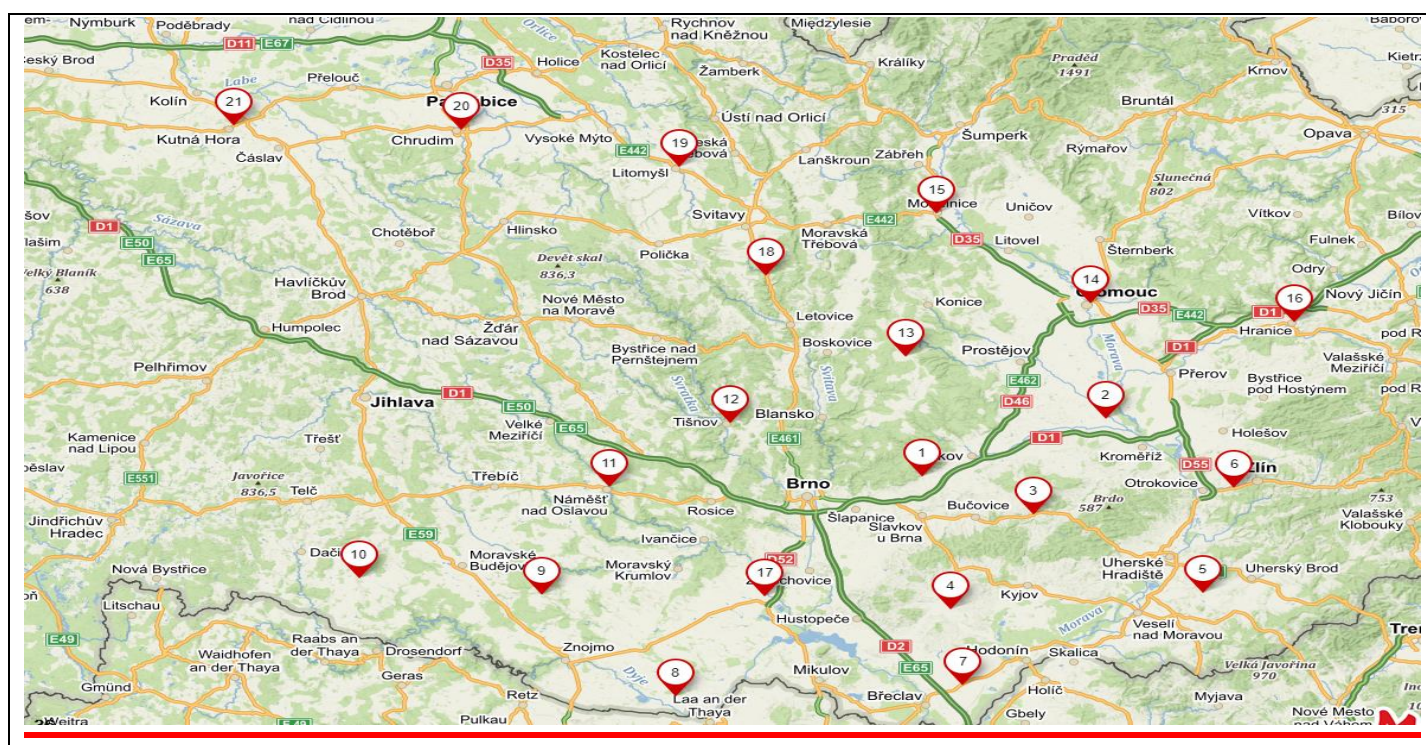 Nymburk
Poděbrady
nad Cidlinou
Orlice
Rychnov
nad Kněžnou
Międzylesie
D11
E67
Český Brod
Labe
Přelouč
D35
Holice
Kostelec
nad Orlicí
Žamberk
Králíky
Praděd
1491
Krnov
Kolín
21
20
Bruntál
315
Kutná Hora
Chrudim
Vysoké Mýto
Ústí nad Orlicí
Šumperk
Opava
Čáslav
E442
19
Litomyšl
Lanškroun
Zábřeh
Rýmařov
Slunečná
802
15
Uničov
Sázava
D1
E50
E65
Chotěboř
Hlinsko
Svitavy
E442
Moravská
Třebová
D35
Litovel
Šternberk
Vítkov
Fulnek
Polička
18
Devět skal
836,3
Velký Blaník
638
Havlíčkův
Brod
Nové Město
na Moravě
Konice
14
Olomouc
Odry
16
Nový Jičín
Humpolec
Žďár
nad Sázavou
Letovice
D35
E442
D1
Hranice
13
Boskovice
Prostějov
Morava
D1
Valašské
Meziříčí
Pelhřimov
Bystřice nad
Pernštejnem
Svratka
Svitava
E462
D46
Přerov
Bystřice
pod Hostýnem
Jihlava
D1
E50
E65
12
Tišnov
Blansko
2
Velké
Meziříčí
E461
D1
Holešov
Kamenice
nad Lipou
Třešť
1
Kroměříž
D55
6
Zlín
Javořice
836,5
E551
Telč
Třebíč
11
Brno
Otrokovice
3
Brdo
587
753
Náměšť
nad Oslavou
Rosice
Šlapanice
Slavkov
u Brna
Bučovice
Valašské
Klobouky
Jindřichův
Hradec
E59
Ivančice
10
Moravské
Budějovice
9
Moravský
Krumlov
D52
17
Uherské
Hradiště
5
Uherský Brod
Nová Bystřice
4
Kyjov
Litschau
Hustopeče
Morava
Veselí
nad Moravou
E49
Waidhofen
an der Thaya
Raabs an
der Thaya
Drosendorf
Znojmo
D2
E65
7
Hodonín
Skalica
Geras
Dyje
8
Mikulov
Velká Javořina
970
Gmünd
Retz
Laa an der
Thaya
Břeclav
Holíč
Myjava
Pulkau
Gbely
Nové Mesto
nad Váhom